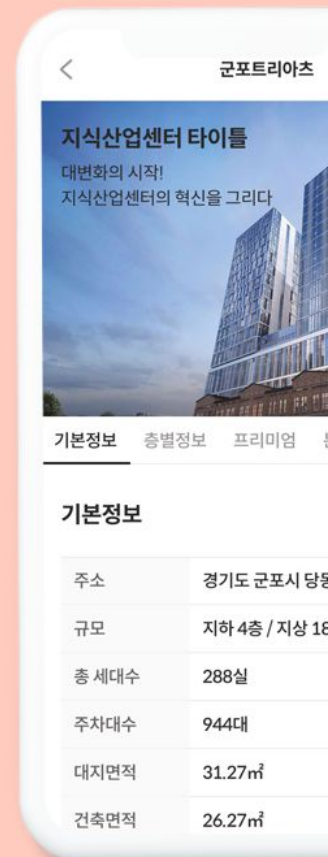 군포트리아츠
지식산업센터 타이틀
대변화의 시작!
지식산업센터의 혁신을 그리다
기본정보 층별정보 프리미엄
기본정보
주소 경기도 군포시
규모 지하 4층 / 지상 18
총 세대수 288실
주차대수 944대
대지면적 31.27㎡
건축면적 26.27㎡